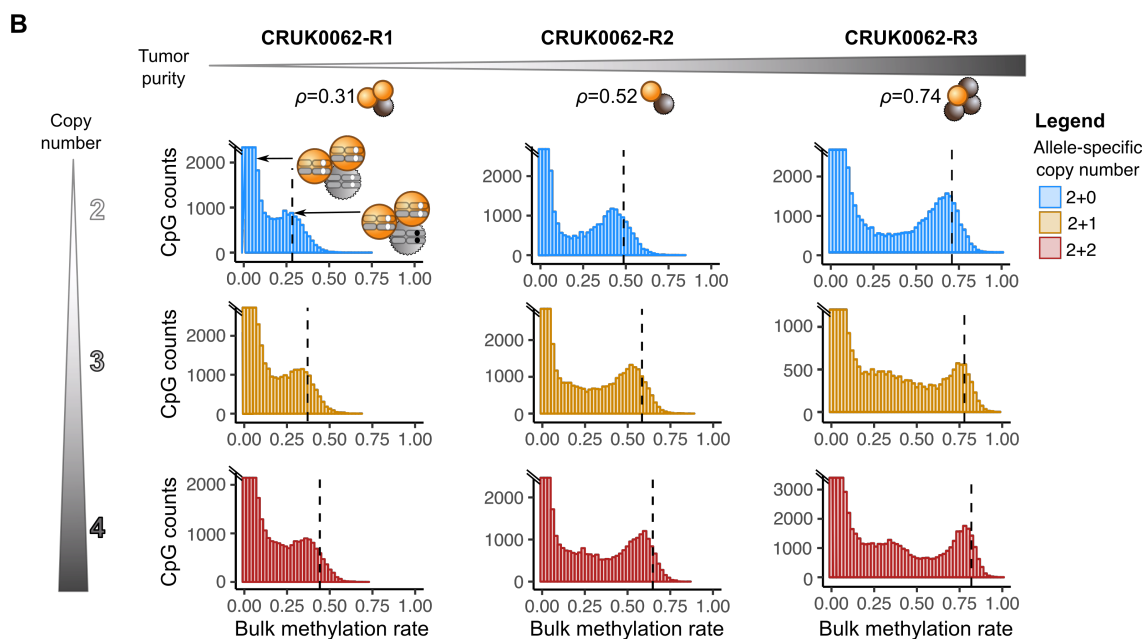 B
CRUK0062-R1 CRUK0062-R2 CRUK0062-R3
Tumor
purity
ρ=0.31 ρ=0.52 ρ=0.74
Copy
number
2
3
4
Legend
Allele-specific
copy number
2+0
2+1
2+2
CpG counts
2000
1000
0
0.00 0.25 0.50 0.75 1.00
2000
1000
0
0.00 0.25 0.50 0.75 1.00
2000
1000
0
0.00 0.25 0.50 0.75 1.00
CpG counts
2000
1000
0
0.00 0.25 0.50 0.75 1.00
2000
1000
0
0.00 0.25 0.50 0.75 1.00
1000
500
0
0.00 0.25 0.50 0.75 1.00
CpG counts
2000
1000
0
0.00 0.25 0.50 0.75 1.00
2000
1000
0
0.00 0.25 0.50 0.75 1.00
3000
2000
1000
0
0.00 0.25 0.50 0.75 1.00
Bulk methylation rate Bulk methylation rate Bulk methylation rate